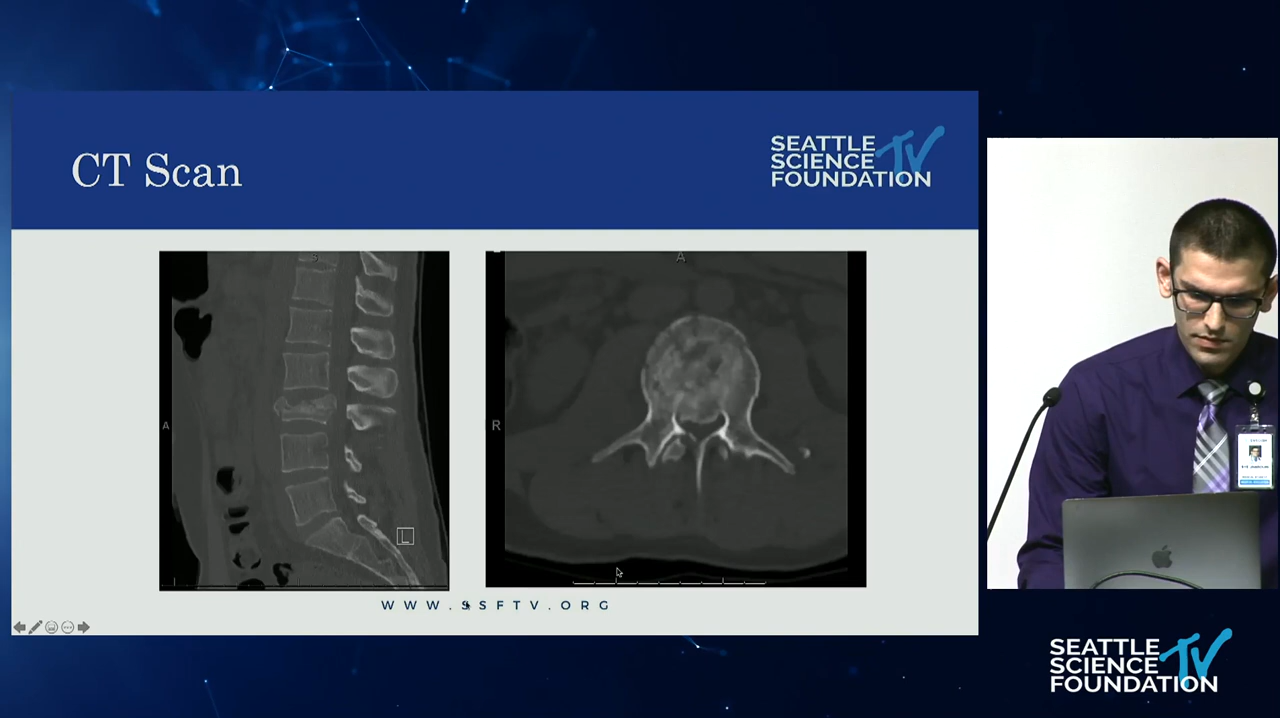 CT Scan
SEATTLE
SCIENCE TV
FOUNDATION
S
A
L
A
R
WWW.SSFTV.ORG
SEATTLE
SCIENCE TV
FOUNDATION